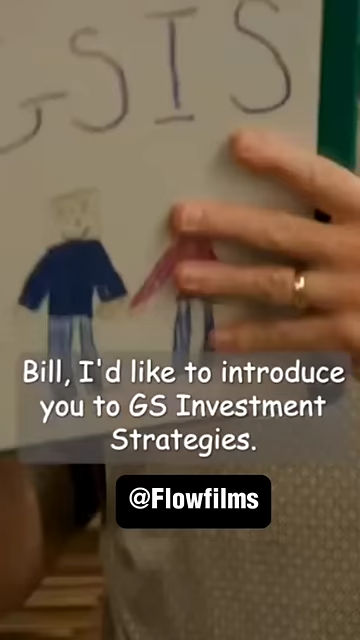 GSIS
Bill, I'd like to introduce
you to GS Investment
Strategies.
@Flowfilms